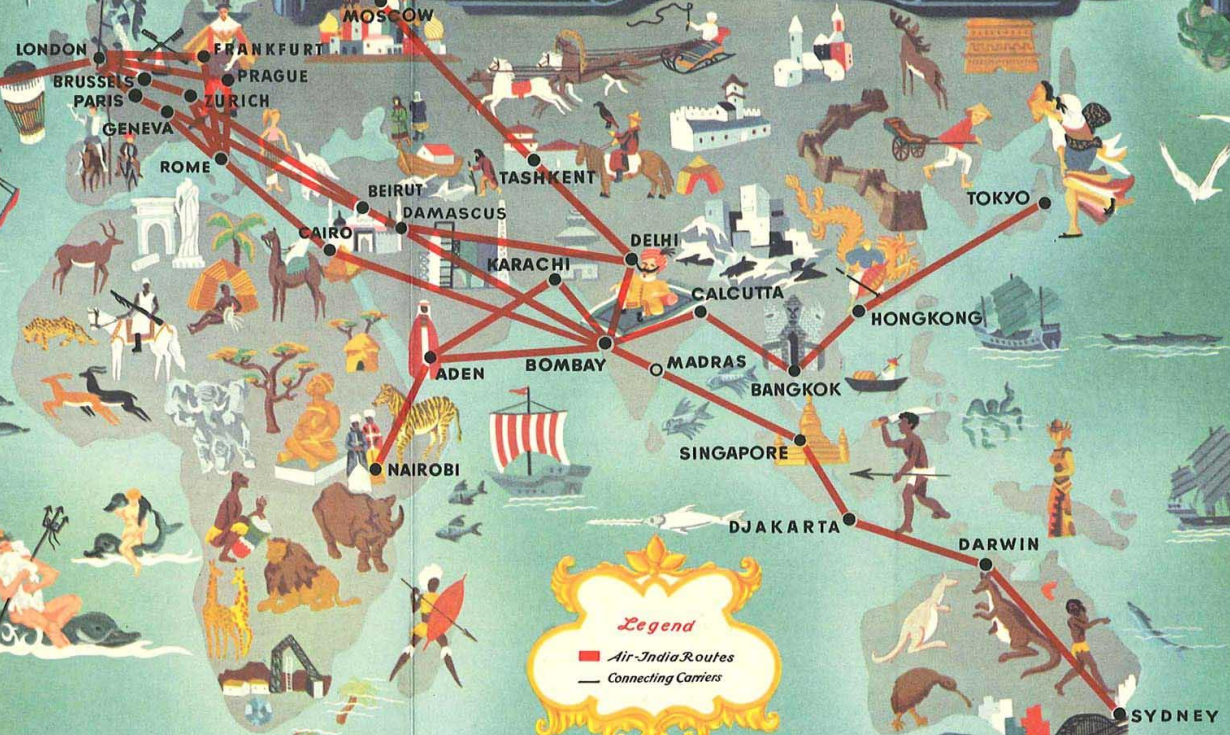 MOSCOW
LONDON
FRANKFURT
BRUSSELS
PRAGUE
PARIS
ZURICH
GENEVA
ROME
TASHKENT
BEIRUT
DAMASCUS
TOKYO
CAIRO
DELHI
KARACHI
CALCUTTA
HONGKONG
BOMBAY
MADRAS
ADEN
BANGKOK
SINGAPORE
NAIROBI
DJAKARTA
DARWIN
Legend
Air-India Routes
Connecting Carriers
SYDNEY